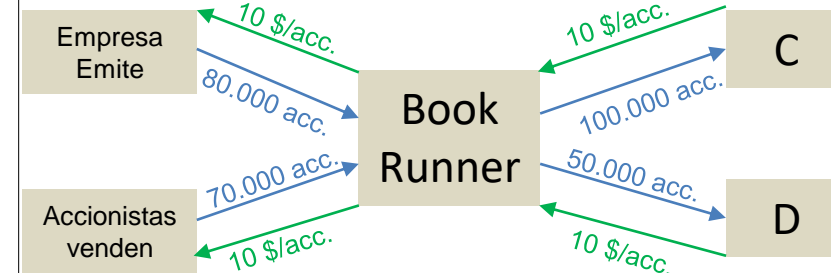 Empresa
Emite
10 $/acc.
80.000 acc.
Accionistas
venden
70.000 acc.
10 $/acc.
Book
Runner
10 $/acc.
100.000 acc.
C
50.000 acc.
10 $/acc.
D